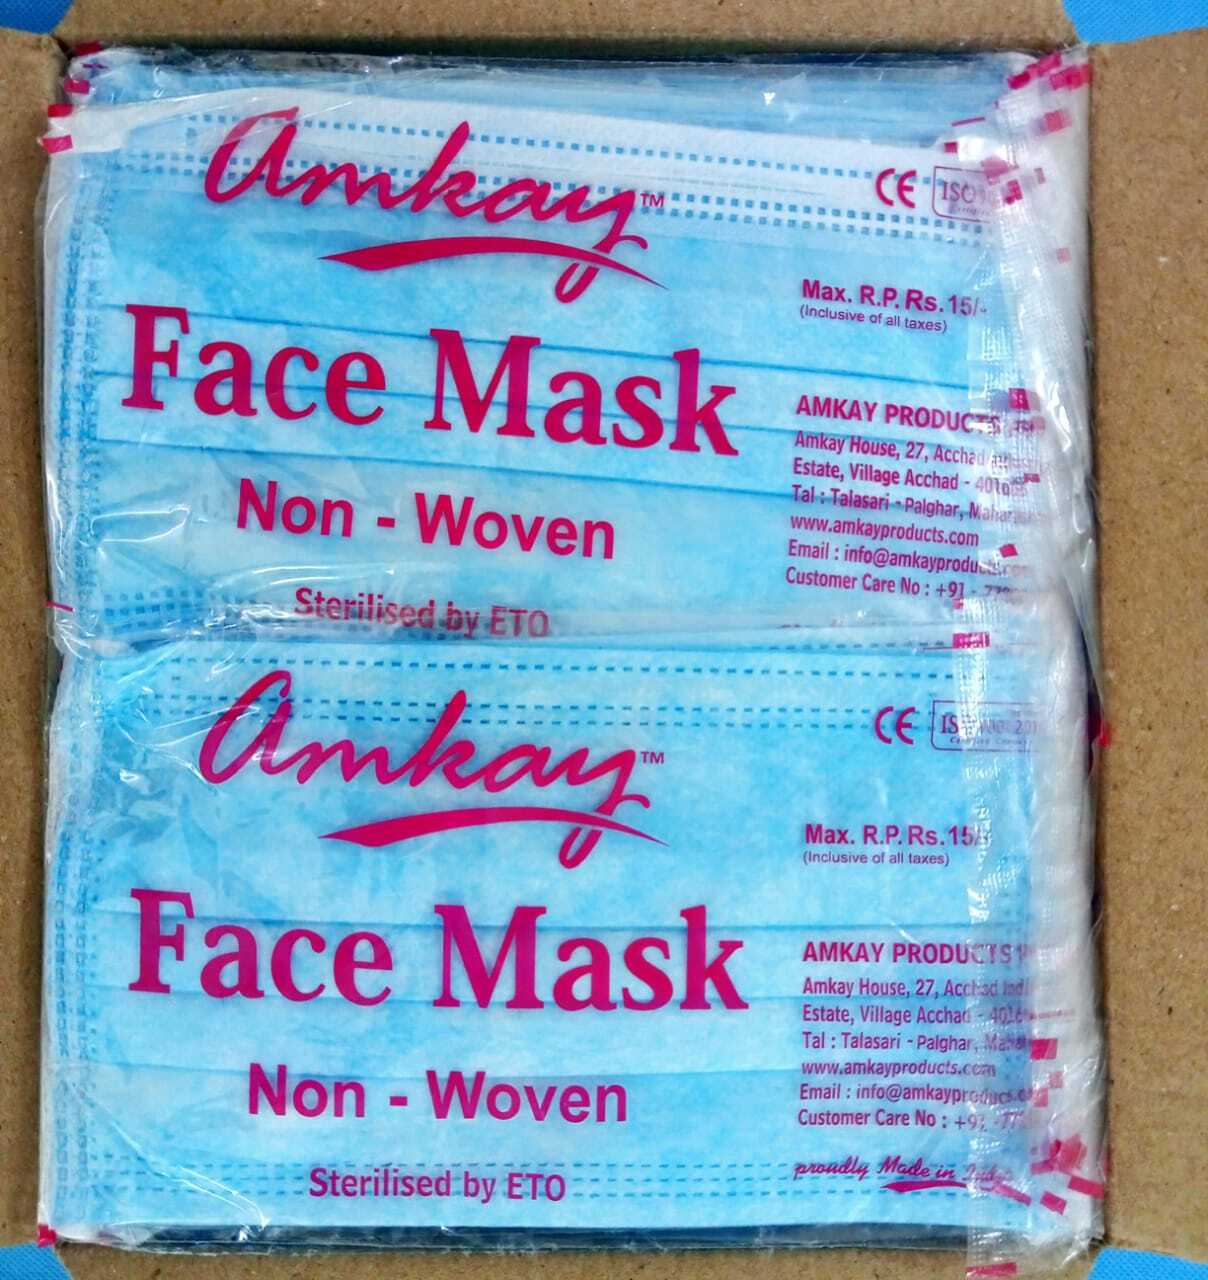 Amkay™
CE ISO
Max. R.P. Rs. 15/-
(Inclusive of all taxes)
Face Mask
AMKAY PRODUCTS
Amkay House, 27, Acchad
Estate, Village Acchad -
Tal : Talasari - Palghar,
www.amkayproducts.com
Email : info@amkayproducts
Customer Care No : +91 -
Non - Woven
Sterilised by ETO
Amkay™
CE
Max. R.P. Rs. 15/-
(Inclusive of all taxes)
Face Mask
AMKAY PRODUCTS
Amkay House, 27, Acchad
Estate, Village Acchad -
Tal : Talasari - Palghar,
www.amkayproducts.com
Email : info@amkayproducts
Customer Care No : +91 -
Non - Woven
Sterilised by ETO
proudly Made in India